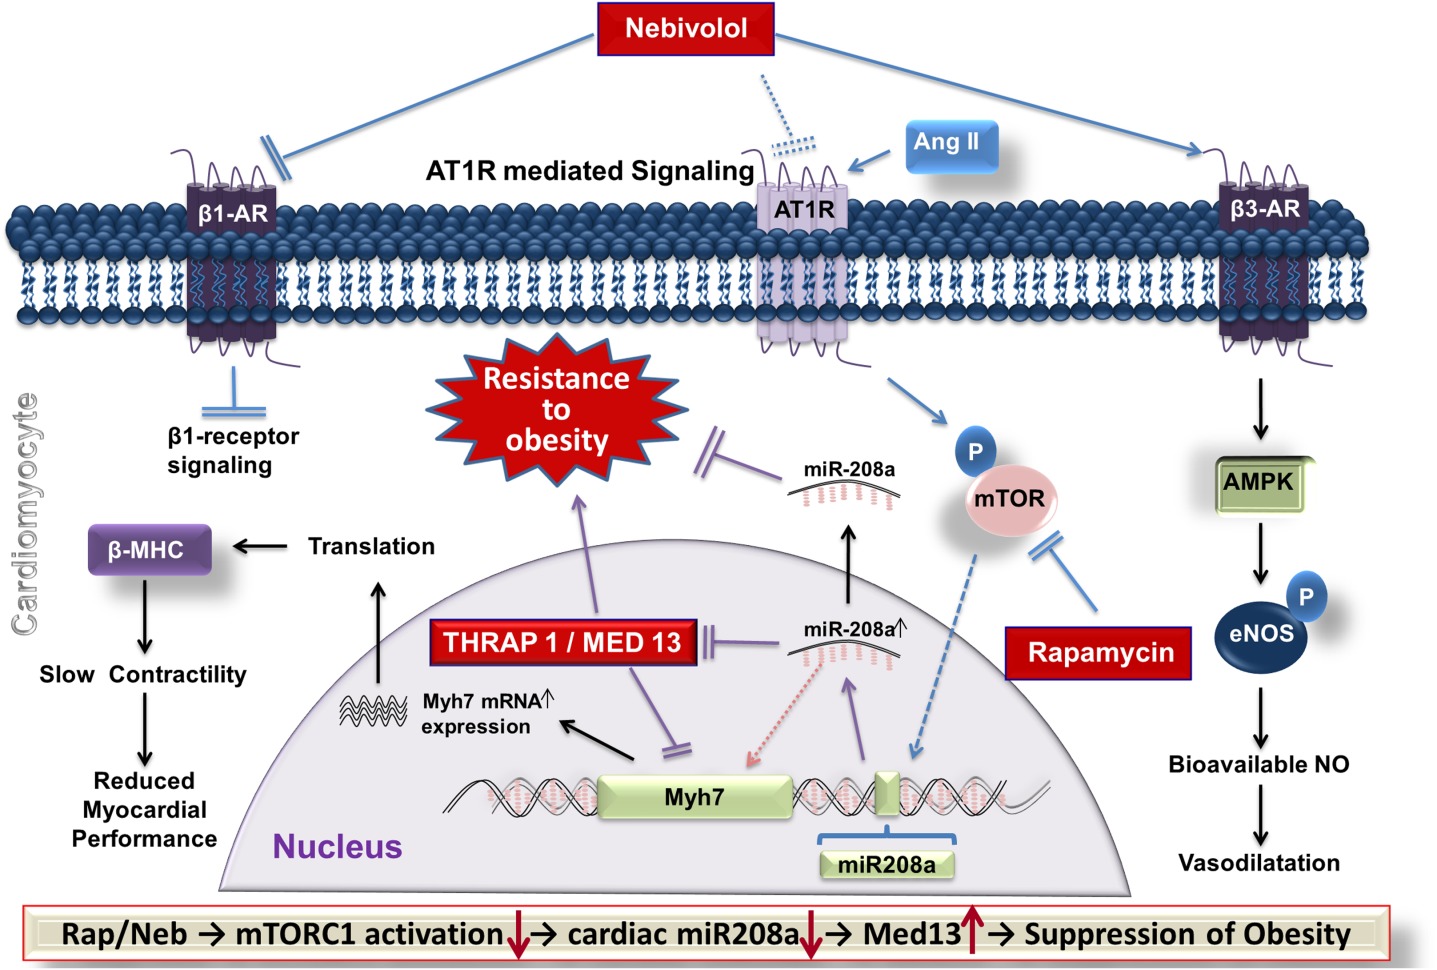 Nebivolol
Ang II
AT1R mediated Signaling
β1-AR
AT1R
β3-AR
Resistance
to
obesity
β1-receptor
signaling
Cardiomyocyte
miR-208a
P
mTOR
AMPK
β-MHC
Translation
P
eNOS
THRAP 1 / MED 13
miR-208a↑
Rapamycin
Slow Contractility
Myh7 mRNA↑
expression
Bioavailable NO
Reduced
Myocardial
Performance
Myh7
Nucleus
miR208a
Vasodilatation
Rap/Neb → mTORC1 activation↓→ cardiac miR208a↓→ Med13↑ → Suppression of Obesity